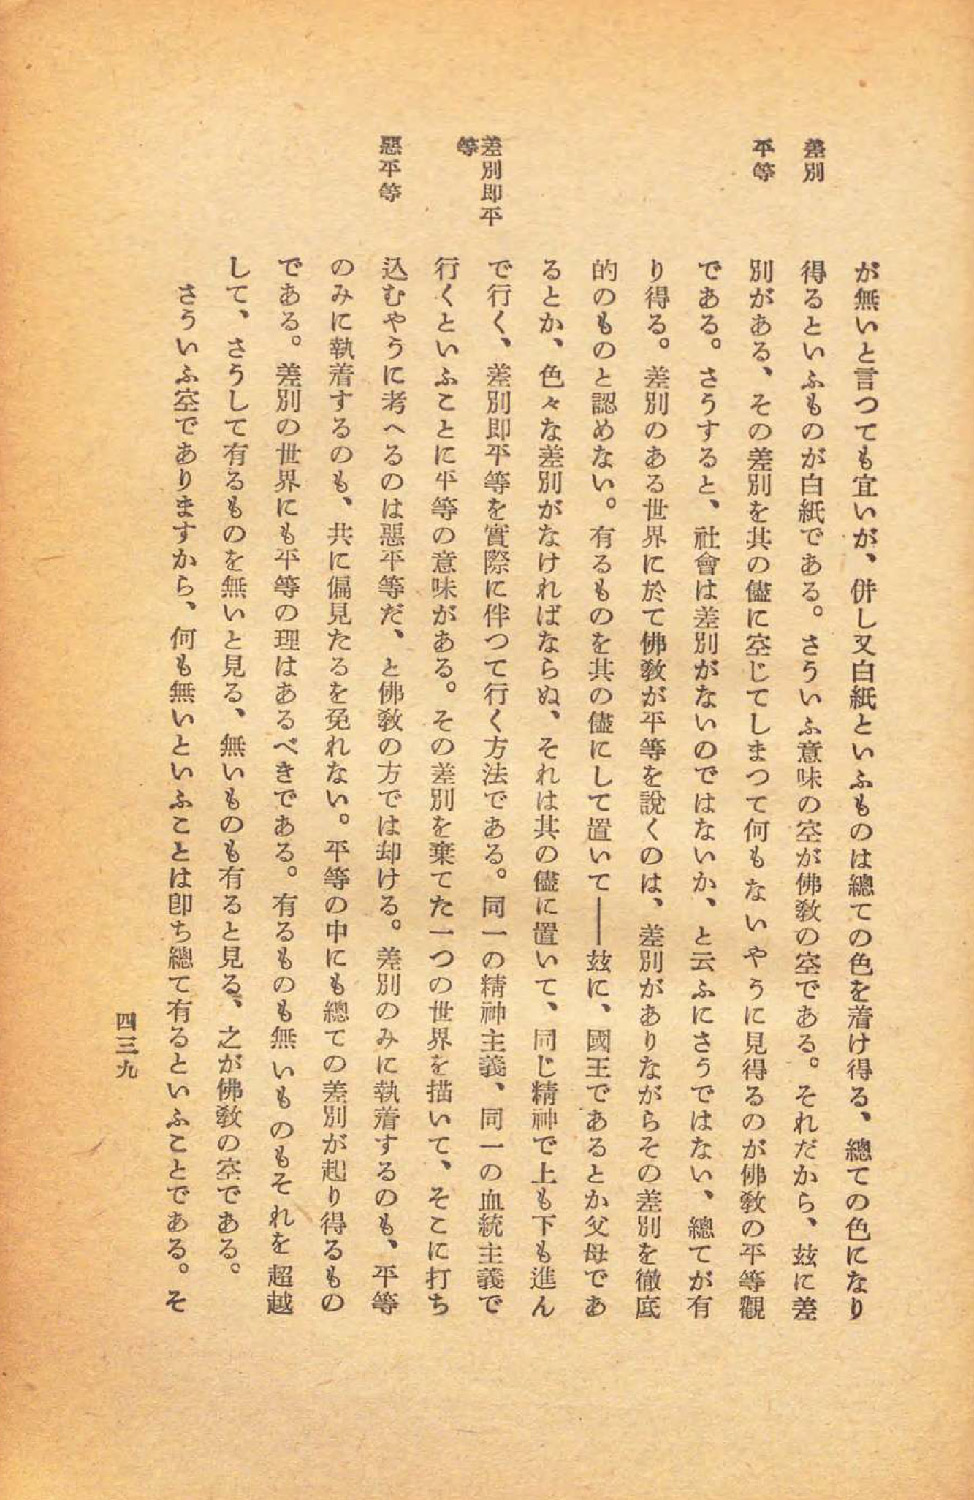 差別
平等
差別即平
等
惡平等
が無いと言つても宜いが、併し又白紙といふものは總ての色を着け得る、總ての色になり
得るといふものが白紙である。さういふ意味の空が佛敎の空である。それだから、玆に差
別がある、その差別を其の儘に空じてしまつて何もないやうに見得るのが佛敎の平等觀
である。さうすると、社會は差別がないのではないか、と云ふにさうではない、總てが有
り得る。差別のある世界に於て佛敎が平等を說くのは、差別がありながらその差別を徹底
的のものと認めない。有るものを其の儘にして置いて――玆に、國王であるとか父母であ
るとか、色々な差別がなければならぬ、それは其の儘に置いて、同じ精神で上も下も進ん
で行く、差別即平等を實際に伴つて行く方法である。同一の精神主義、同一の血統主義で
行くといふことに平等の意味がある。その差別を棄てた一つの世界を描いて、そこに打ち
込むやうに考へるのは惡平等だ、と佛敎の方では却ける。差別のみに執着するのも、平等
のみに執着するのも、共に偏見たるを免れない。平等の中にも總ての差別が起り得るもの
である。差別の世界にも平等の理はあるべきである。有るものも無いものもそれを超越
して、さうして有るものを無いと見る、無いものも有ると見る、之が佛敎の空である。
さういふ空でありますから、何も無いといふことは卽ち總て有るといふことである。そ
四三九